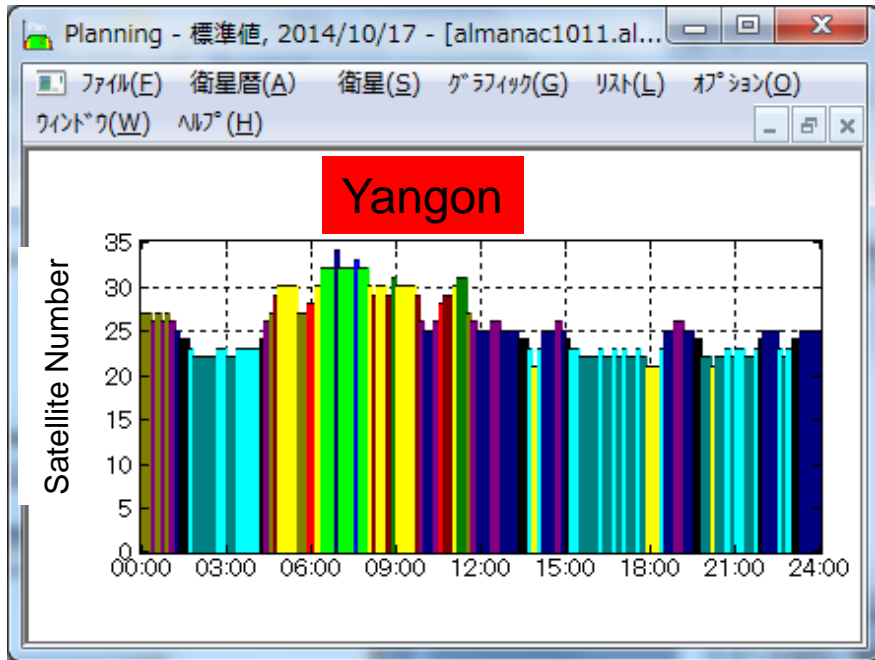 Planning - 標準値, 2014/10/17 - [almanac1011.al...
ﾌｧｲﾙ(F) 衛星暦(A) 衛星(S) ｸﾞﾗﾌｨｯｸ(G) ﾘｽﾄ(L) ｵﾌﾟｼｮﾝ(O)
ｳｨﾝﾄﾞｳ(W) ﾍﾙﾌﾟ(H)
Yangon
Satellite Number
35
30
25
20
15
10
5
0
00:00 03:00 06:00 09:00 12:00 15:00 18:00 21:00 24:00